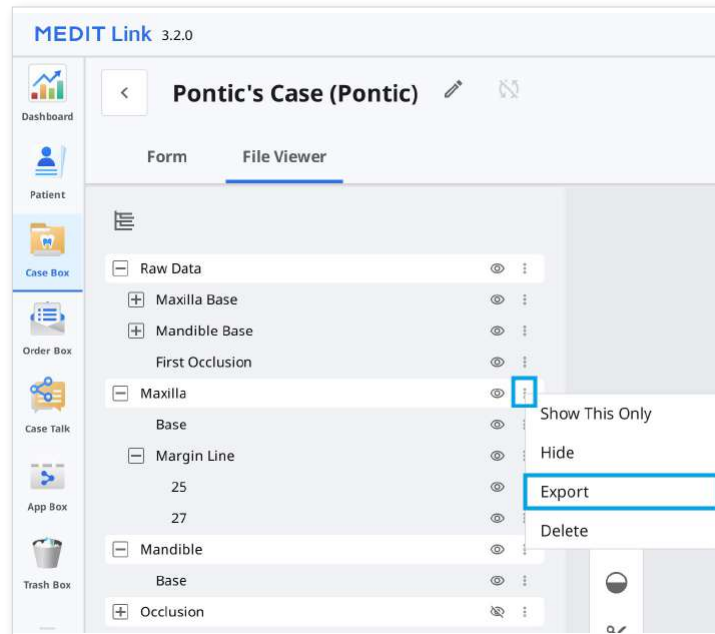 MEDIT Link 3.2.0
Dashboard
Patient
Case Box
Order Box
Case Talk
App Box
Trash Box
Pontic's Case (Pontic)
Form File Viewer
Raw Data
Maxilla Base
Mandible Base
First Occlusion
Maxilla
Base
Margin Line
25
27
Mandible
Base
Occlusion
Show This Only
Hide
Export
Delete